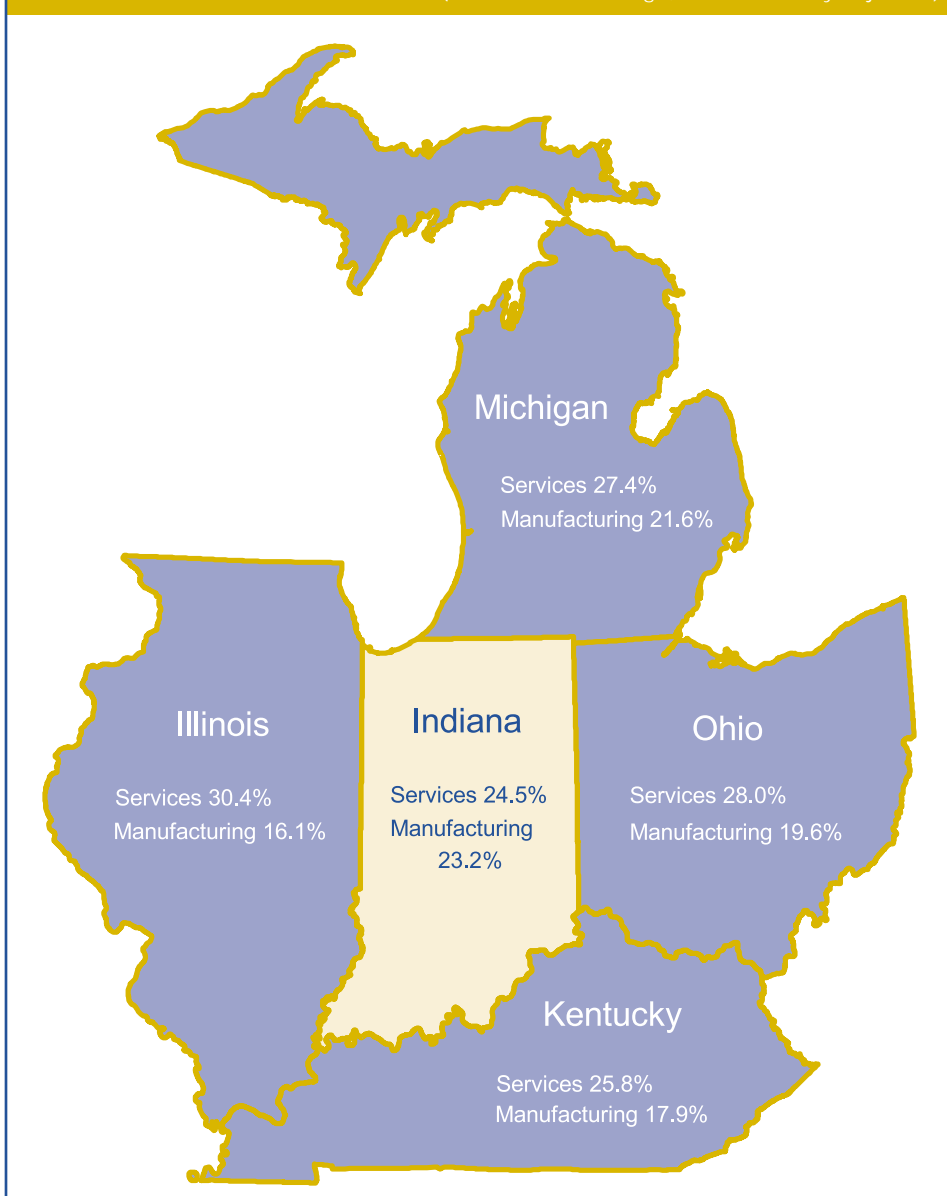 Michigan
Services 27.4%
Manufacturing 21.6%
Illinois
Services 30.4%
Manufacturing 16.1%
Indiana
Services 24.5%
Manufacturing
23.2%
Ohio
Services 28.0%
Manufacturing 19.6%
Kentucky
Services 25.8%
Manufacturing 17.9%